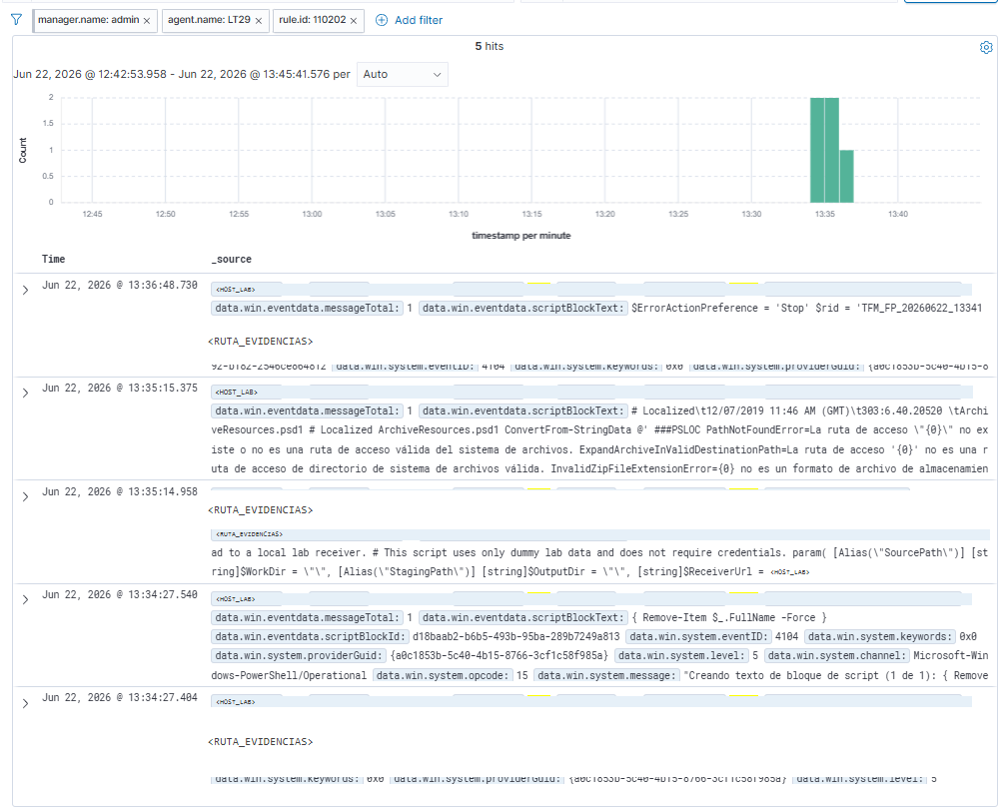 manager.name: admin × agent.name: LT29 × rule.id: 110202 × Add filter
5 hits
Jun 22, 2026 @ 12:42:53.958 - Jun 22, 2026 @ 13:45:41.576 per Auto
Count
2
1.5
1
0.5
0
12:45 12:50 12:55 13:00 13:05 13:10 13:15 13:20 13:25 13:30 13:35 13:40
timestamp per minute
Time _source
Jun 22, 2026 @ 13:36:48.730 <HOST_LAB>
data.win.eventdata.messageTotal: 1 data.win.eventdata.scriptBlockText: $ErrorActionPreference = 'Stop' $rid = 'TFM_FP_20260622_13341
<RUTA_EVIDENCIAS>
92-b182-2546ce864812 data.win.system.eventID: 4104 data.win.system.keywords: 0x0 data.win.system.providerGuid: {a0c1853b-5c40-4b15-8
Jun 22, 2026 @ 13:35:15.375 <HOST_LAB>
data.win.eventdata.messageTotal: 1 data.win.eventdata.scriptBlockText: # Localized\t12/07/2019 11:46 AM (GMT)\t303:6.40.20520 \tArch
iveResources.psd1 # Localized ArchiveResources.psd1 ConvertFrom-StringData @' ###PSLOC PathNotFoundError=La ruta de acceso \"{0}\" no ex
iste o no es una ruta de acceso válida del sistema de archivos. ExpandArchiveInValidDestinationPath=La ruta de acceso '{0}' no es una r
uta de acceso de directorio de sistema de archivos válida. InvalidZipFileExtensionError={0} no es un formato de archivo de almacenamien
Jun 22, 2026 @ 13:35:14.958
<RUTA_EVIDENCIAS>
<RUTA_EVIDENCIAS>
ad to a local lab receiver. # This script uses only dummy lab data and does not require credentials. param( [Alias(\"SourcePath\")] [st
ring]$WorkDir = \"\", [Alias(\"StagingPath\")] [string]$OutputDir = \"\", [string]$ReceiverUrl = <HOST_LAB>
Jun 22, 2026 @ 13:34:27.540 <HOST_LAB>
data.win.eventdata.messageTotal: 1 data.win.eventdata.scriptBlockText: { Remove-Item $_.FullName -Force }
data.win.eventdata.scriptBlockId: d18baab2-b6b5-493b-95ba-289b7249a813 data.win.system.eventID: 4104 data.win.system.keywords: 0x0
data.win.system.providerGuid: {a0c1853b-5c40-4b15-8766-3cf1c58f985a} data.win.system.level: 5 data.win.system.channel: Microsoft-Win
dows-PowerShell/Operational data.win.system.opcode: 15 data.win.system.message: "Creando texto de bloque de script (1 de 1): { Remove
Jun 22, 2026 @ 13:34:27.404 <HOST_LAB>
<RUTA_EVIDENCIAS>
data.win.system.keywords: 0x0 data.win.system.providerGuid: {a0c1853b-5c40-4b15-8766-3cf1c58f985a} data.win.system.level: 5